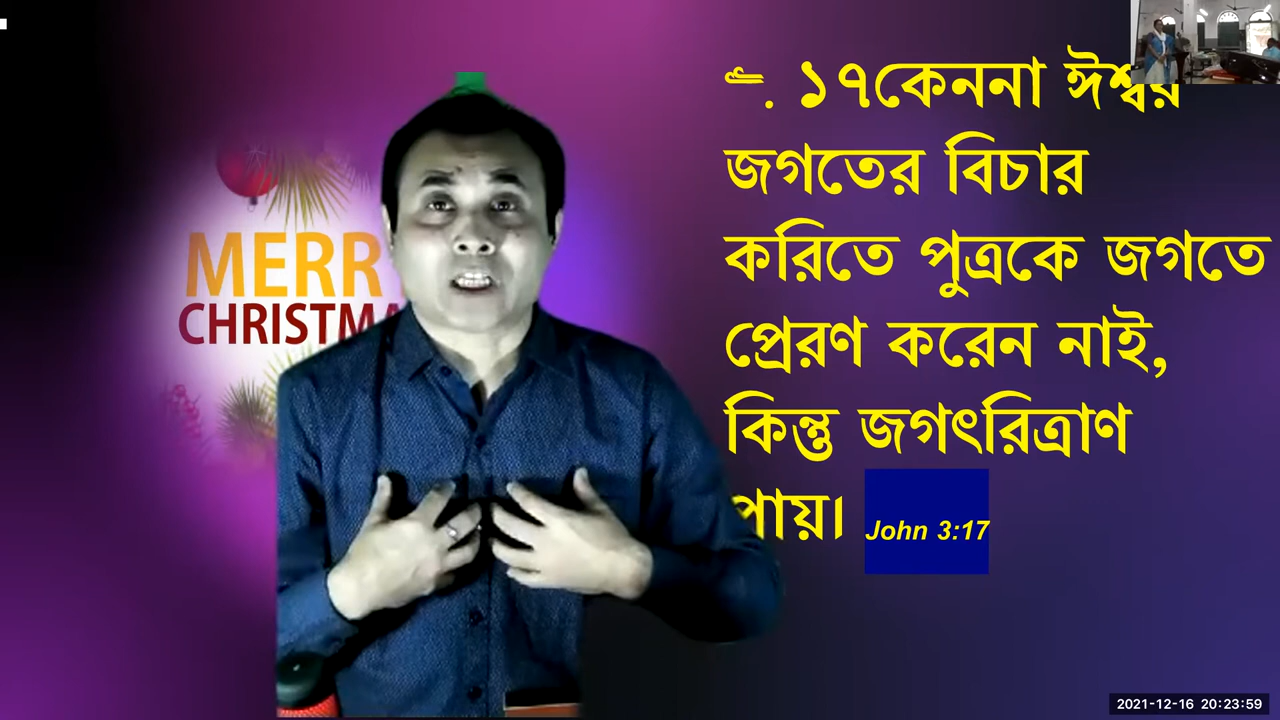 ১৭কেননা ঈশ্বর
জগতের বিচার
করিতে পুত্রকে জগতে
প্রেরণ করেন নাই,
কিন্তু জগৎরিত্রাণ
পায়।
John 3:17
MERR
CHRISTMA
2021-12-16 20:23:59